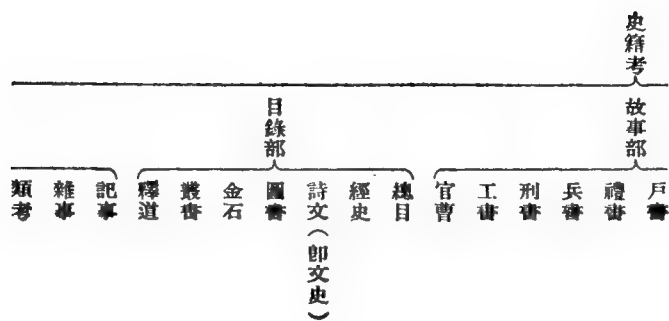 史籍考
故事部
戶書
禮書
兵書
刑書
工書
官曹
目錄部
總目
經史
詩文(卽文史)
圖書
金石
叢書
釋道
記事
雜事
類考